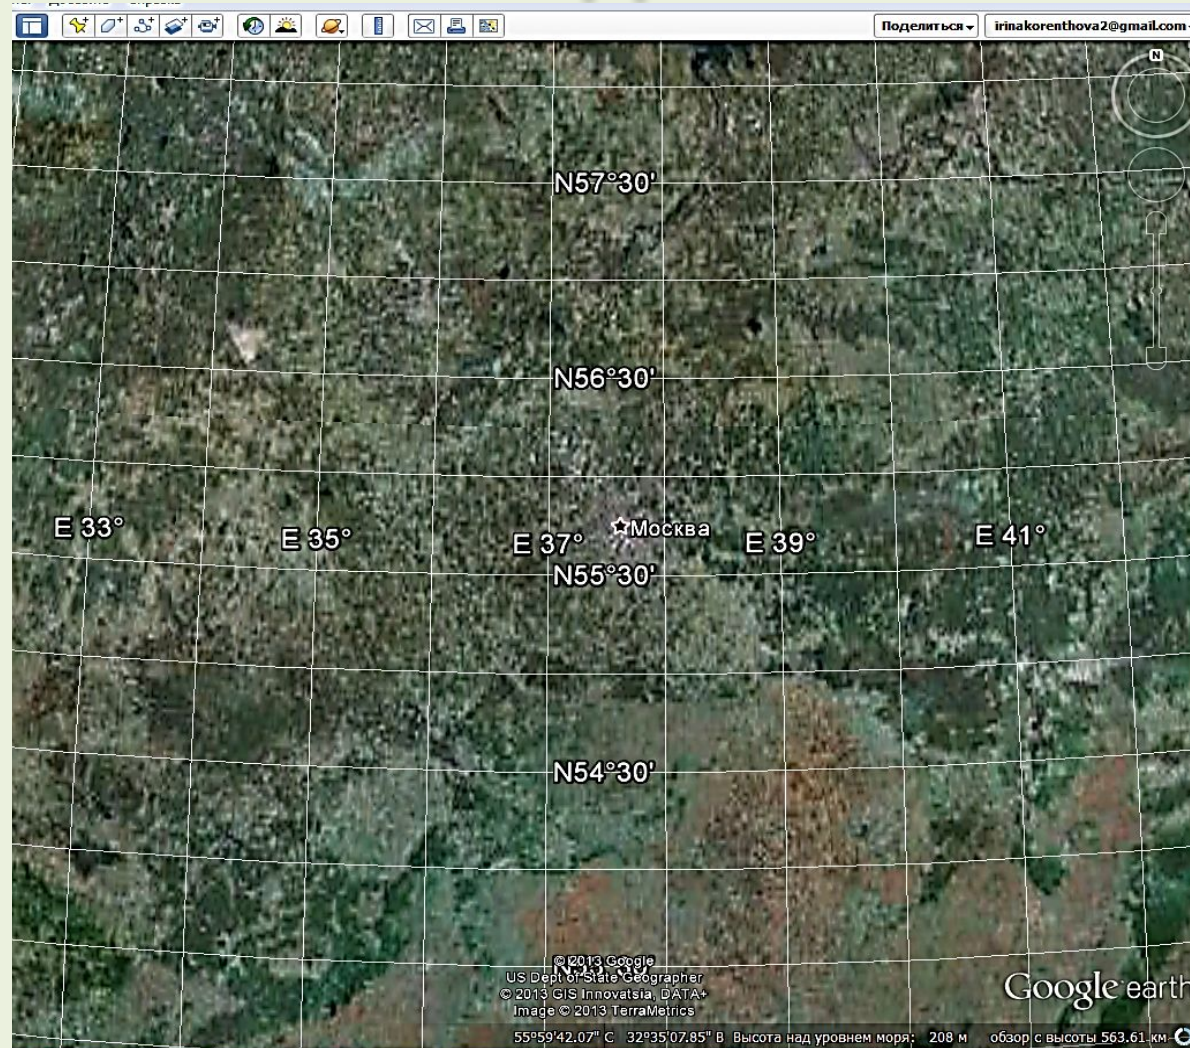 Поделиться irinakorenthova2@gmail.com
N
N57°30'
N56°30'
E 33° E 35° E 37° Москва E 39° E 41°
N55°30'
N54°30'
© 2013 Google
US Dept of State Geographer
© 2013 GIS Innovatsia, DATA+
Image © 2013 TerraMetrics
Google earth
55°59'42.07" С 32°35'07.85" В Высота над уровнем моря: 208 м обзор с высоты 563.61 км